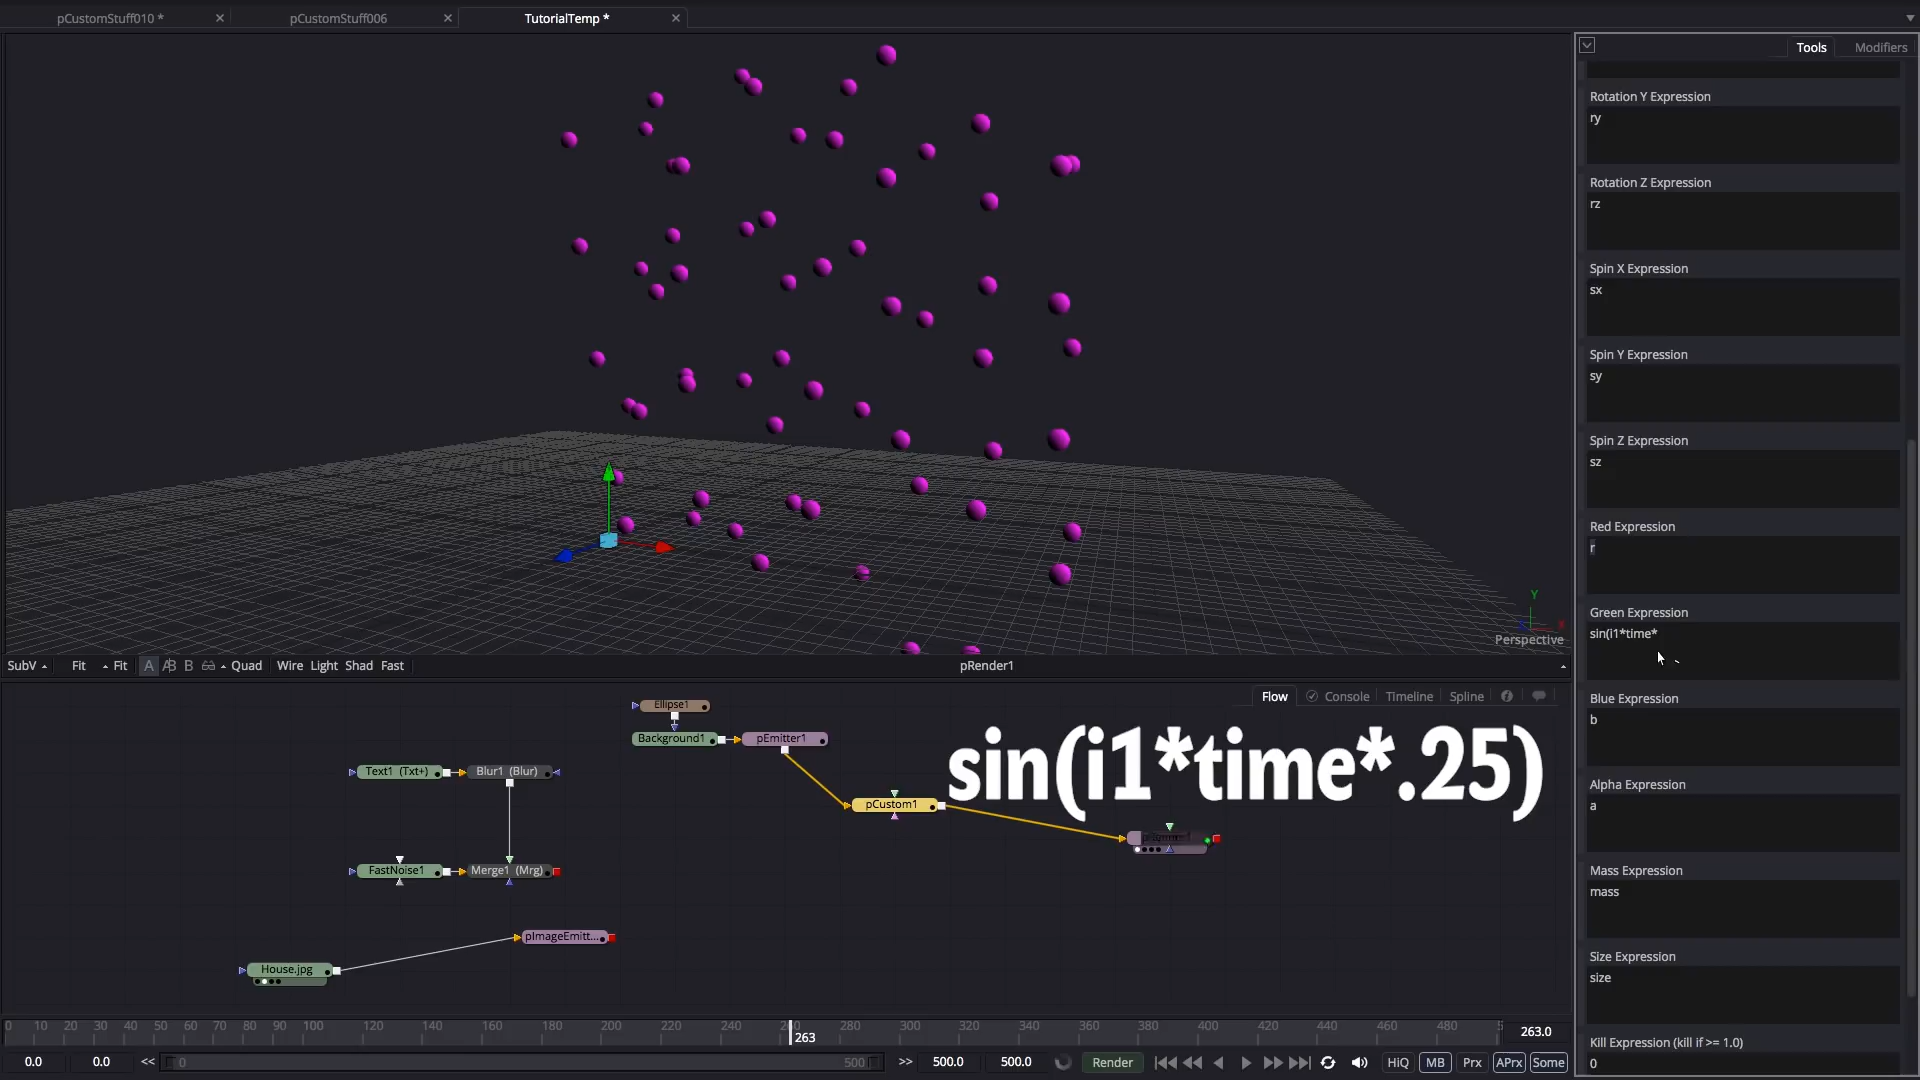 pCustomStuff010 *
pCustomStuff006
TutorialTemp *
Tools
Modifiers
Rotation Y Expression
ry
Rotation Z Expression
rz
Spin X Expression
sx
Spin Y Expression
sy
Spin Z Expression
sz
Red Expression
r
Green Expression
sin(i1*time*
Blue Expression
b
Alpha Expression
a
Mass Expression
mass
Size Expression
size
Kill Expression (kill if >= 1.0)
0
Y
X
Perspective
SubV Fit Fit A B Quad Wire Light Shad Fast
pRender1
Flow Console Timeline Spline
Ellipse1
Background1
pEmitter1
sin(i1*time*.25)
Text1 (Txt+)
Blur1 (Blur)
pCustom1
FastNoise1
Merge1 (Mrg)
pImageEmitt...
House.jpg
0 10 20 30 40 50 60 70 80 90 100 120 140 160 180 200 220 240 263 280 300 320 340 360 380 400 420 440 460 480
263.0
0.0 0.0 << 0 500 >> 500.0 500.0 Render HiQ MB Prx APrx Some